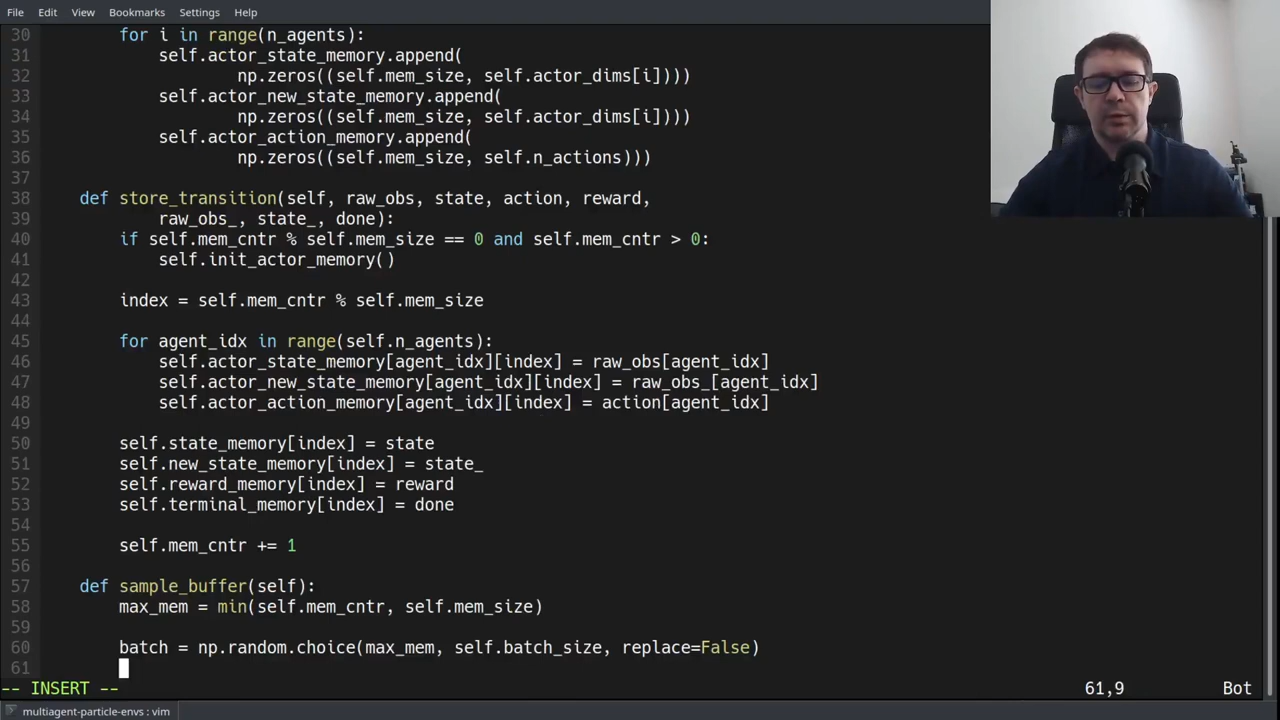 File Edit View Bookmarks Settings Help
30 for i in range(n_agents):
31 self.actor_state_memory.append(
32 np.zeros((self.mem_size, self.actor_dims[i])))
33 self.actor_new_state_memory.append(
34 np.zeros((self.mem_size, self.actor_dims[i])))
35 self.actor_action_memory.append(
36 np.zeros((self.mem_size, self.n_actions)))
37
38 def store_transition(self, raw_obs, state, action, reward,
39 raw_obs_, state_, done):
40 if self.mem_cntr % self.mem_size == 0 and self.mem_cntr > 0:
41 self.init_actor_memory()
42
43 index = self.mem_cntr % self.mem_size
44
45 for agent_idx in range(self.n_agents):
46 self.actor_state_memory[agent_idx][index] = raw_obs[agent_idx]
47 self.actor_new_state_memory[agent_idx][index] = raw_obs_[agent_idx]
48 self.actor_action_memory[agent_idx][index] = action[agent_idx]
49
50 self.state_memory[index] = state
51 self.new_state_memory[index] = state_
52 self.reward_memory[index] = reward
53 self.terminal_memory[index] = done
54
55 self.mem_cntr += 1
56
57 def sample_buffer(self):
58 max_mem = min(self.mem_cntr, self.mem_size)
59
60 batch = np.random.choice(max_mem, self.batch_size, replace=False)
61
-- INSERT -- 61,9 Bot
multiagent-particle-envs : vim